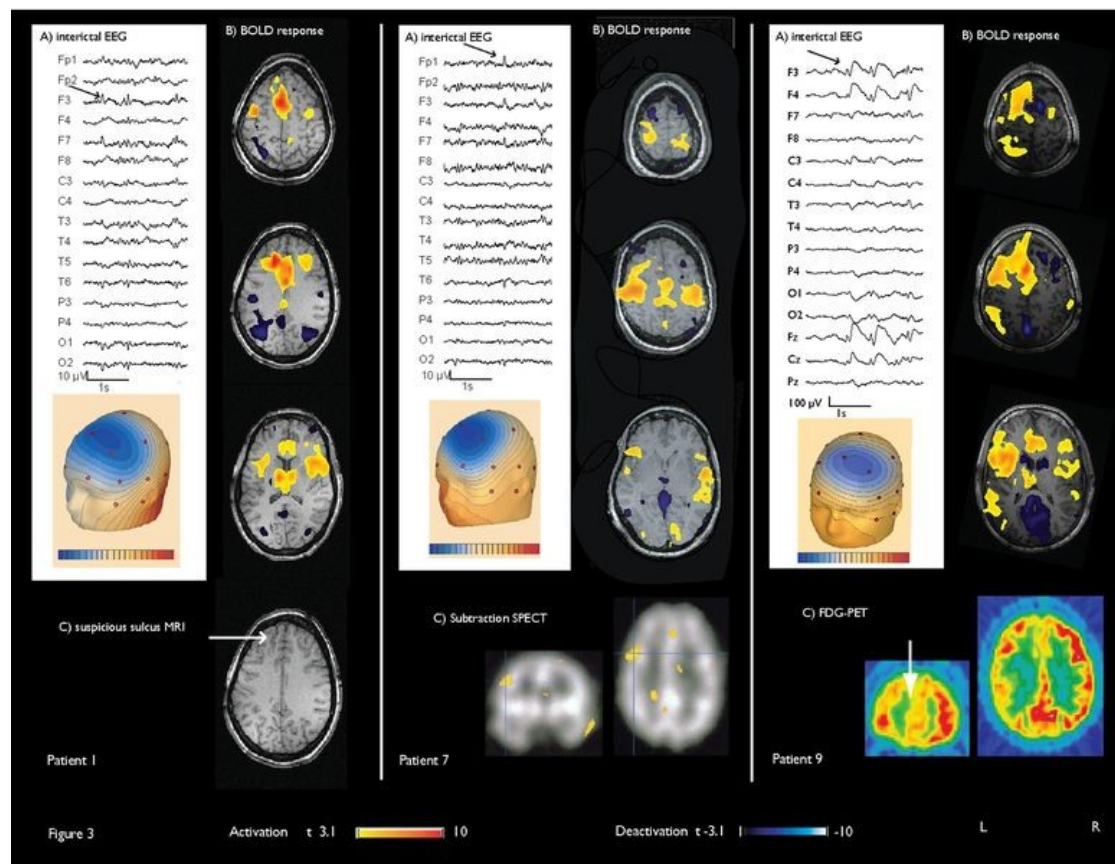 A) interictal EEG
Fp1
Fp2
F3
F4
F7
F8
C3
C4
T3
T4
T5
T6
P3
P4
O1
O2
10 µV
1s
B) BOLD response
C) suspicious sulcus MRI
Patient 1
A) interictal EEG
Fp1
Fp2
F3
F4
F7
F8
C3
C4
T3
T4
T5
T6
P3
P4
O1
O2
10 µV
1s
B) BOLD response
C) Subtraction SPECT
Patient 7
A) interictal EEG
F3
F4
F7
F8
C3
C4
T3
T4
P3
P4
O1
O2
Fz
Cz
Pz
100 µV
1s
B) BOLD response
C) FDG-PET
Patient 9
Figure 3
Activation t 3.1 10
Deactivation t -3.1 -10
L R